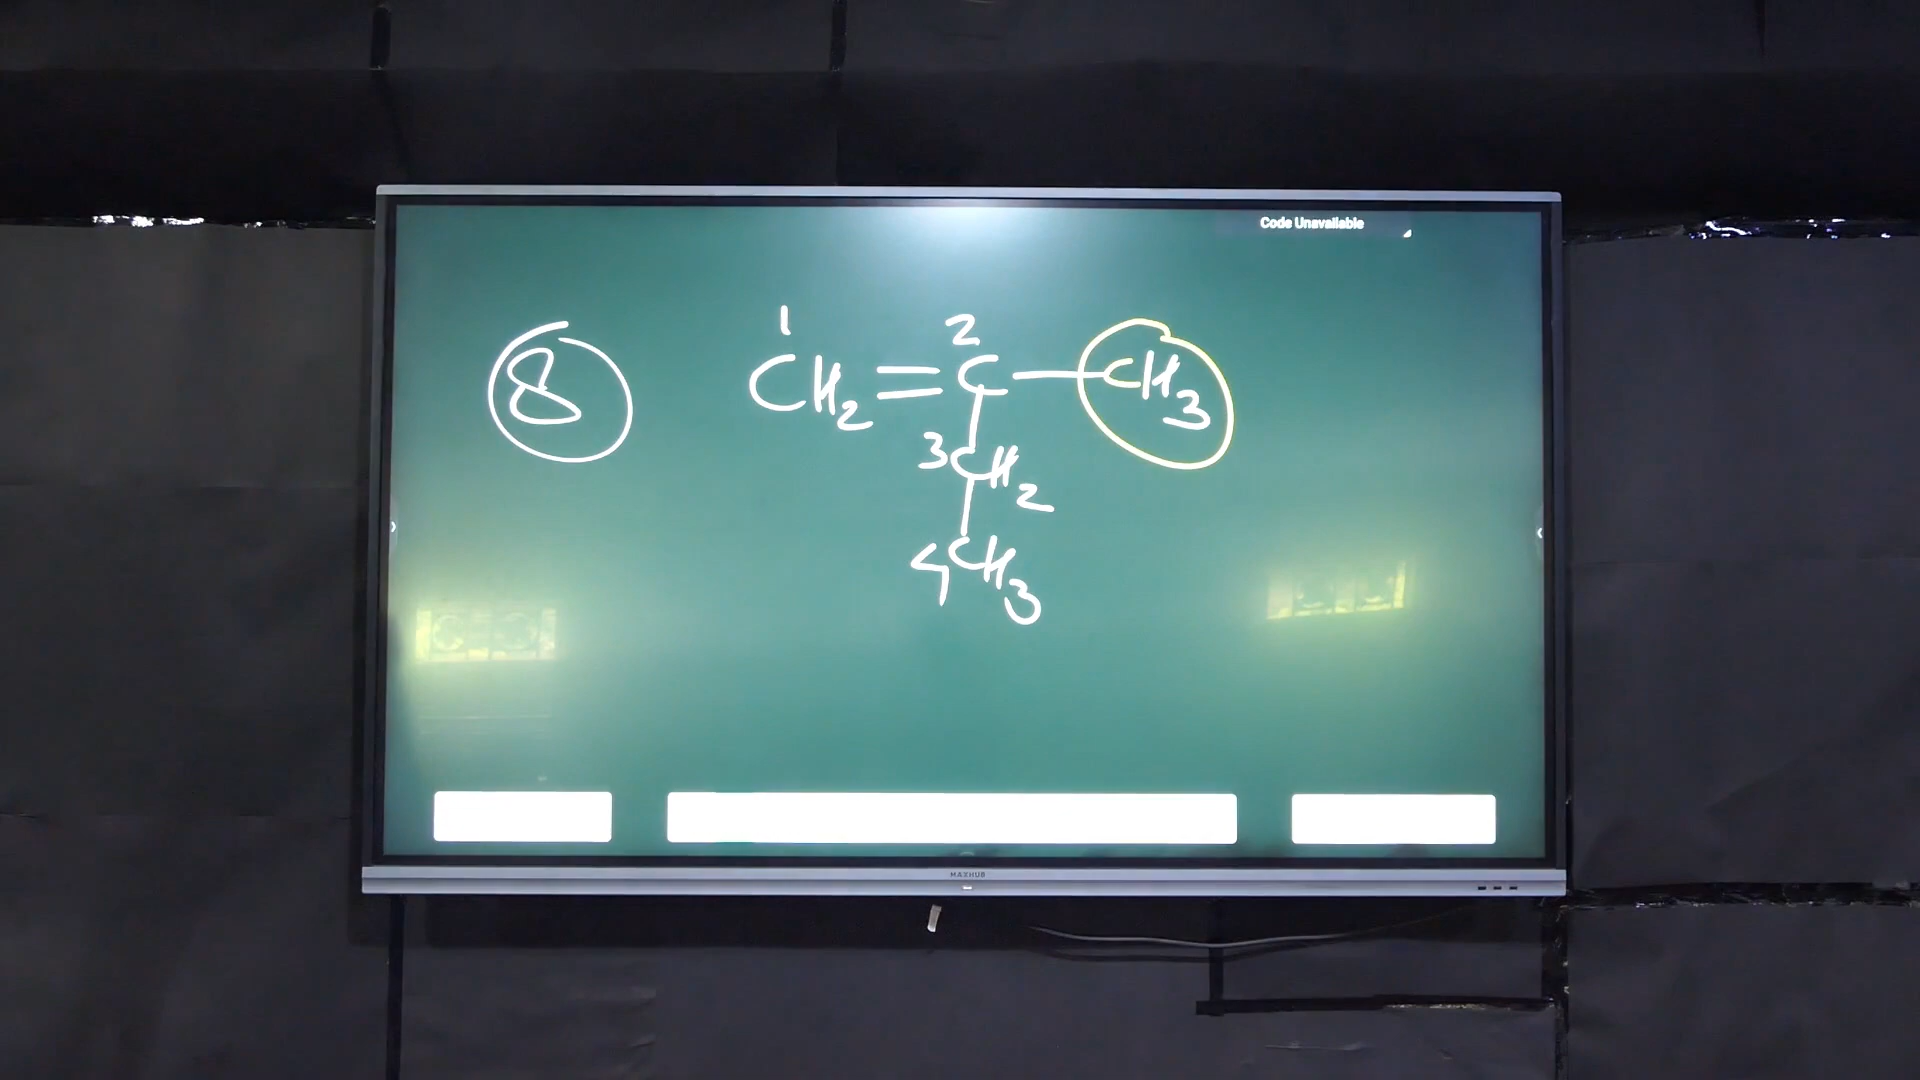 Code Unavailable
1 2
8 CH2=C-CH3
3CH2
4CH3
MAXHUB